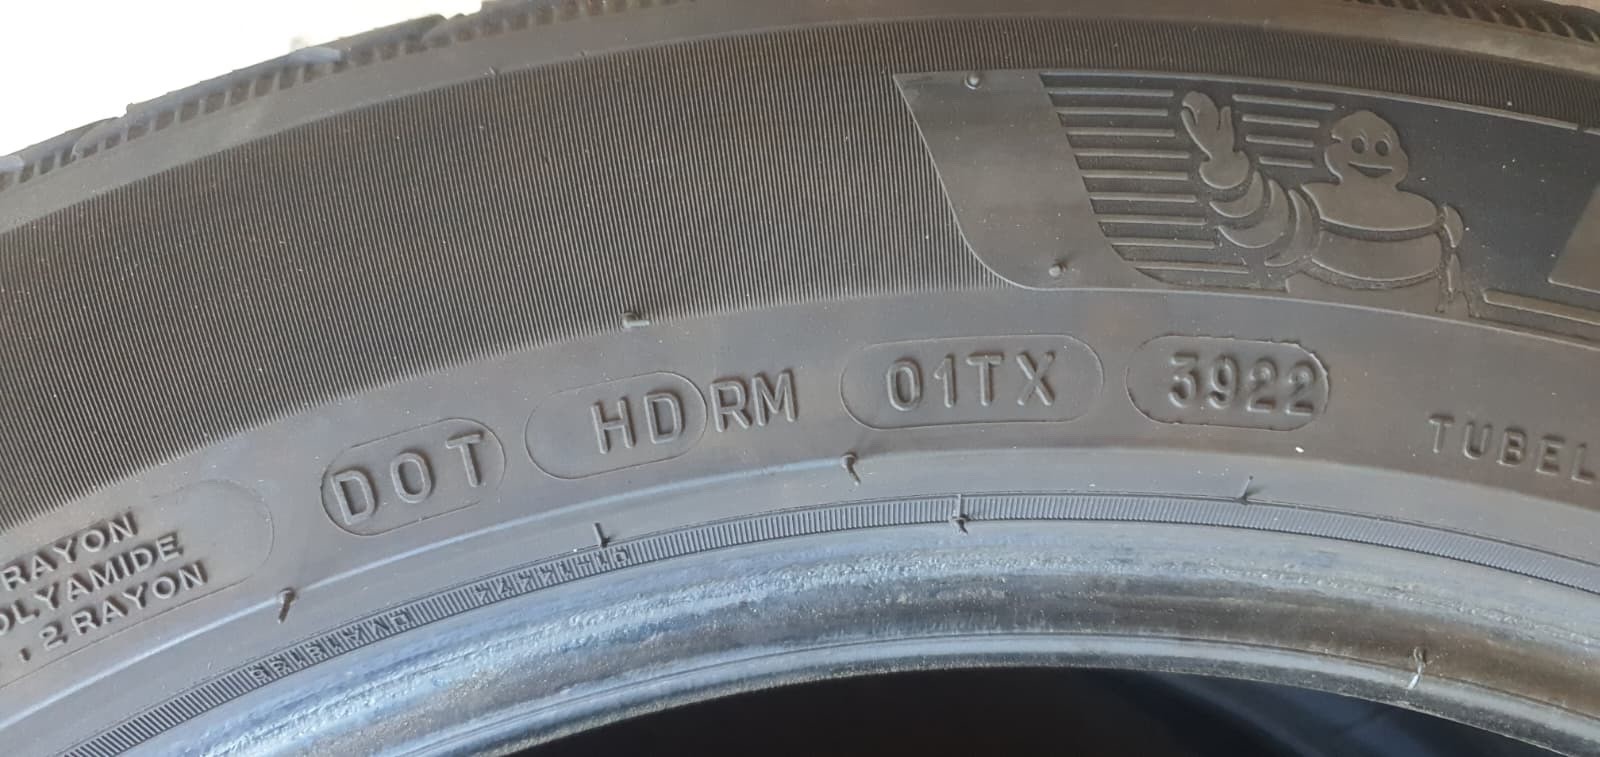 RAYON
OLYAMIDE
2 RAYON
DOT HD RM 01TX 3922
TUBEL